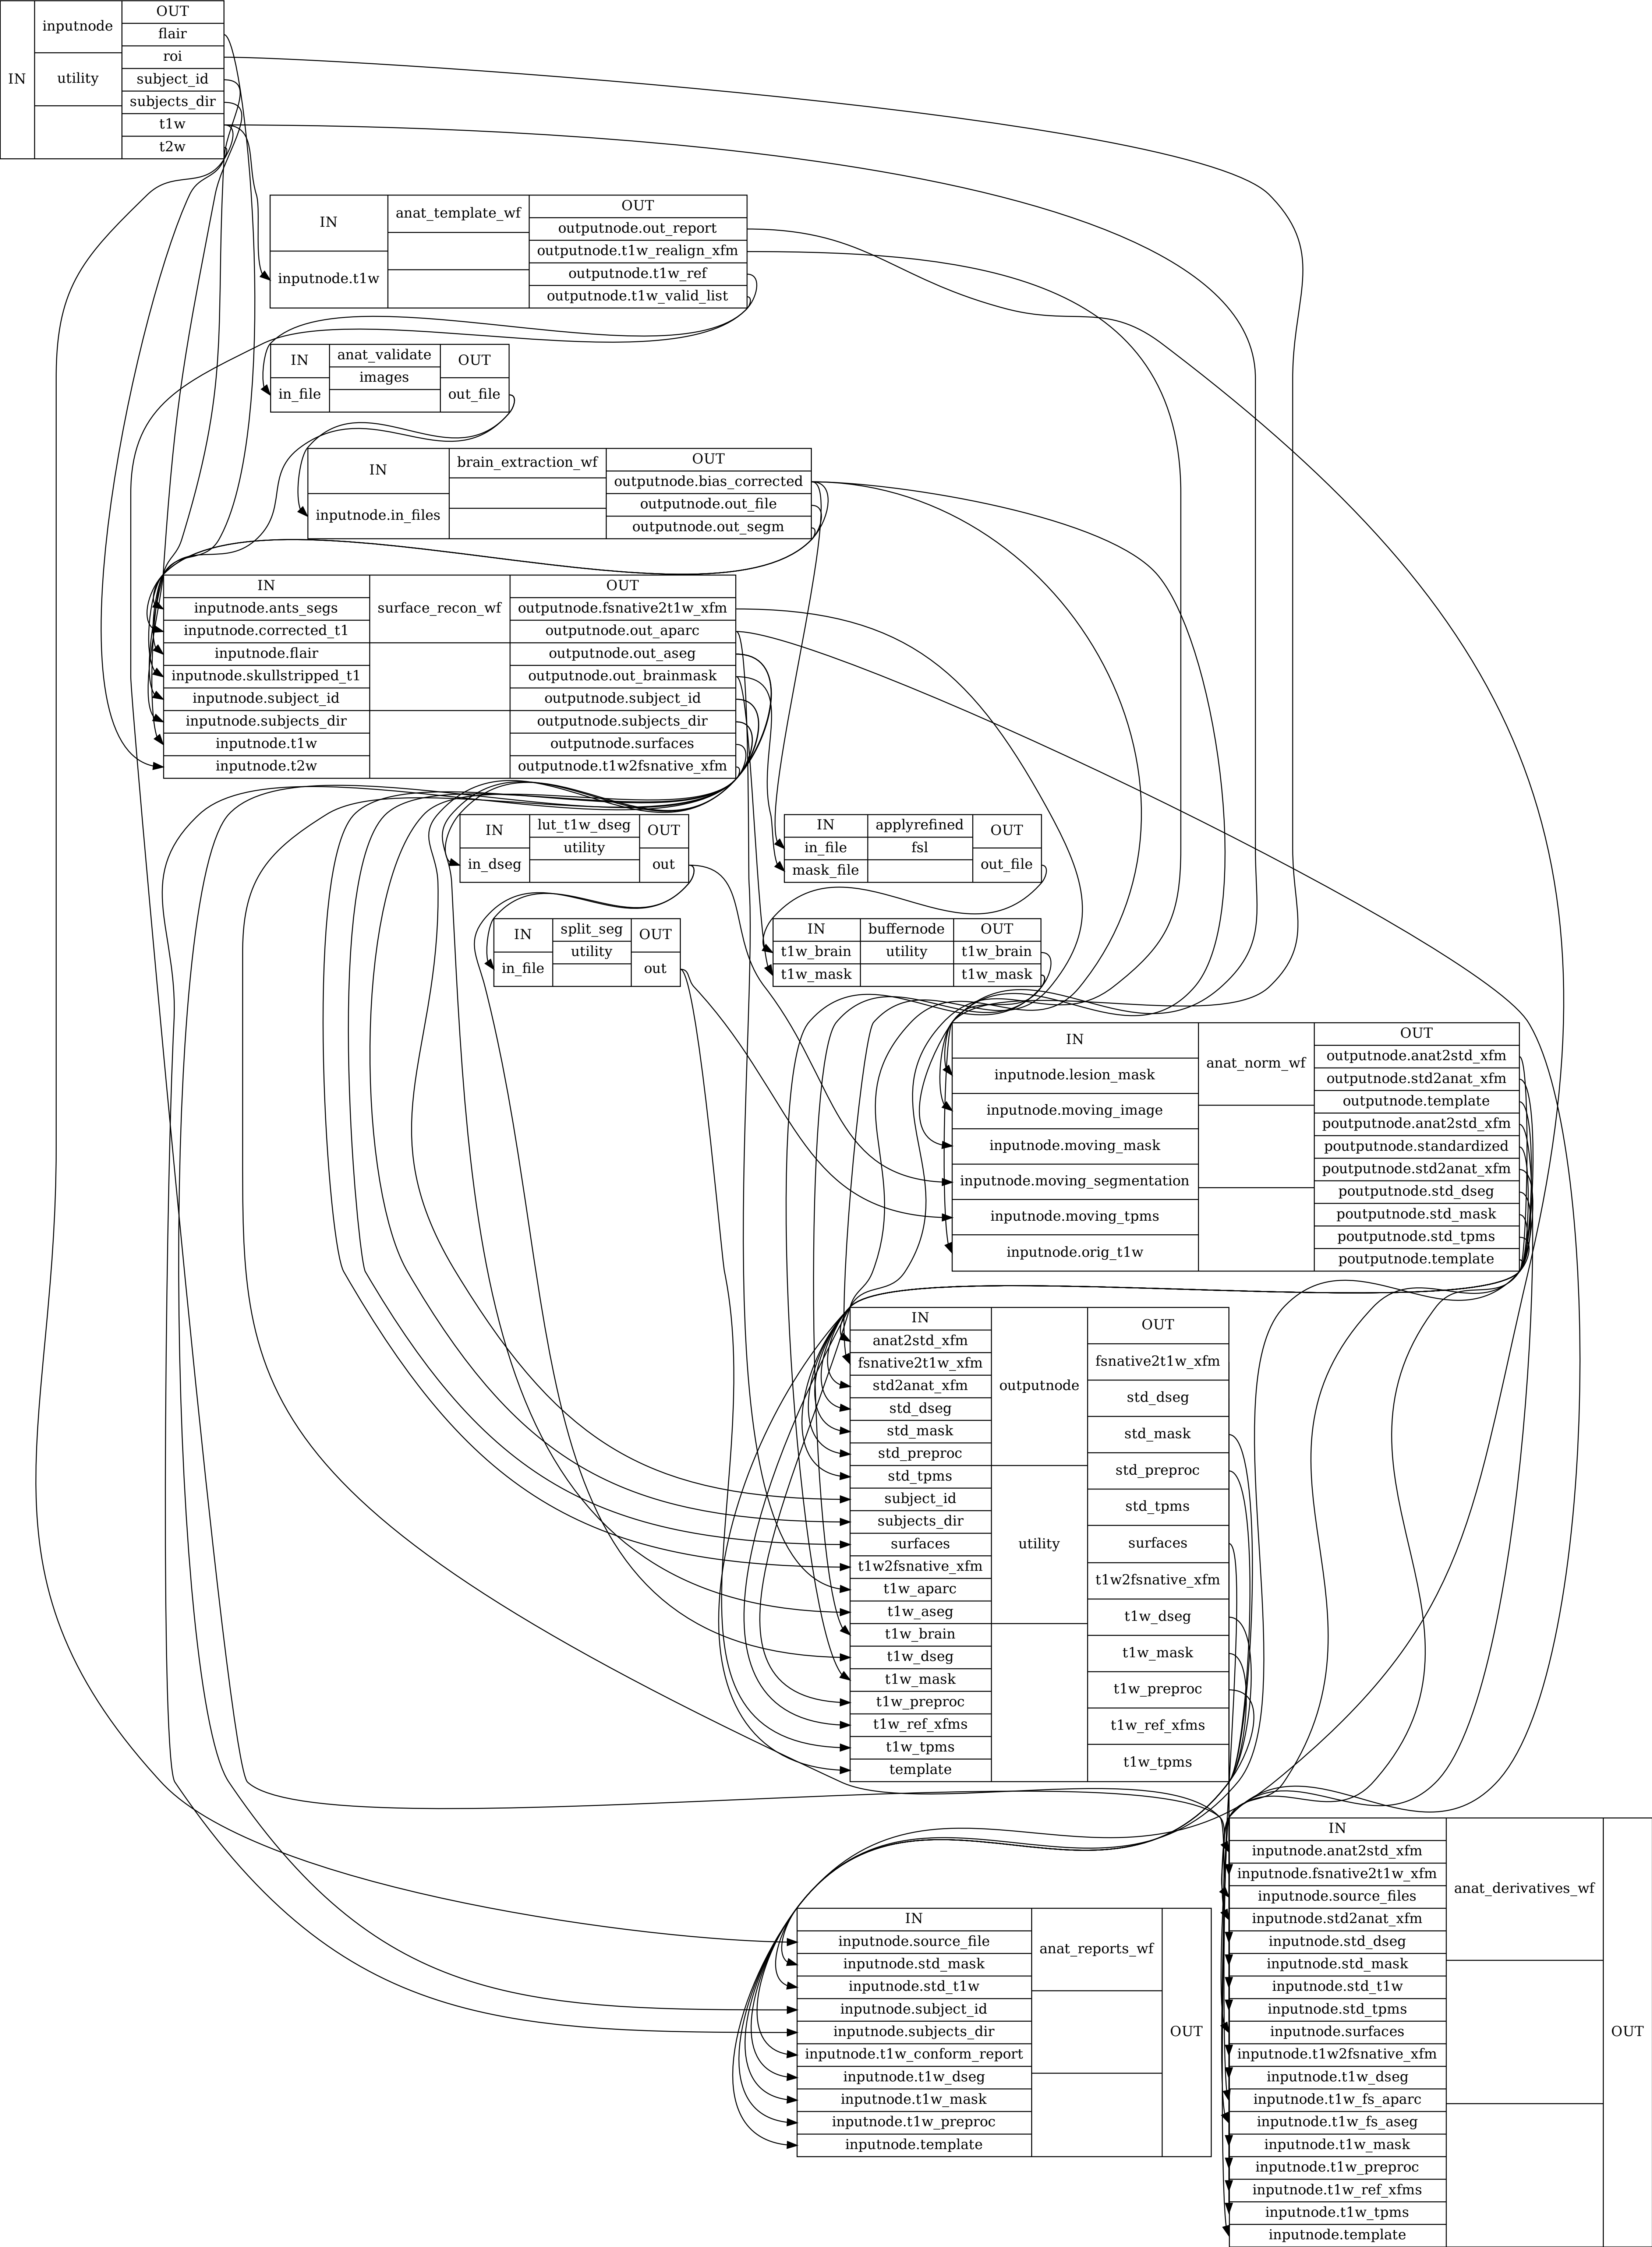 IN
inputnode
utility
OUT
flair
roi
subject_id
subjects_dir
t1w
t2w
IN
inputnode.t1w
anat_template_wf
OUT
outputnode.out_report
outputnode.t1w_realign_xfm
outputnode.t1w_ref
outputnode.t1w_valid_list
IN
in_file
anat_validate
images
OUT
out_file
IN
inputnode.in_files
brain_extraction_wf
OUT
outputnode.bias_corrected
outputnode.out_file
outputnode.out_segm
IN
inputnode.ants_segs
inputnode.corrected_t1
inputnode.flair
inputnode.skullstripped_t1
inputnode.subject_id
inputnode.subjects_dir
inputnode.t1w
inputnode.t2w
surface_recon_wf
OUT
outputnode.fsnative2t1w_xfm
outputnode.out_aparc
outputnode.out_aseg
outputnode.out_brainmask
outputnode.subject_id
outputnode.subjects_dir
outputnode.surfaces
outputnode.t1w2fsnative_xfm
IN
in_dseg
lut_t1w_dseg
utility
OUT
out
IN
in_file
mask_file
applyrefined
fsl
OUT
out_file
IN
in_file
split_seg
utility
OUT
out
IN
t1w_brain
t1w_mask
buffernode
utility
OUT
t1w_brain
t1w_mask
IN
inputnode.lesion_mask
inputnode.moving_image
inputnode.moving_mask
inputnode.moving_segmentation
inputnode.moving_tpms
inputnode.orig_t1w
anat_norm_wf
OUT
outputnode.anat2std_xfm
outputnode.std2anat_xfm
outputnode.template
poutputnode.anat2std_xfm
poutputnode.standardized
poutputnode.std2anat_xfm
poutputnode.std_dseg
poutputnode.std_mask
poutputnode.std_tpms
poutputnode.template
IN
anat2std_xfm
fsnative2t1w_xfm
std2anat_xfm
std_dseg
std_mask
std_preproc
std_tpms
subject_id
subjects_dir
surfaces
t1w2fsnative_xfm
t1w_aparc
t1w_aseg
t1w_brain
t1w_dseg
t1w_mask
t1w_preproc
t1w_ref_xfms
t1w_tpms
template
outputnode
utility
OUT
fsnative2t1w_xfm
std_dseg
std_mask
std_preproc
std_tpms
surfaces
t1w2fsnative_xfm
t1w_dseg
t1w_mask
t1w_preproc
t1w_ref_xfms
t1w_tpms
IN
inputnode.source_file
inputnode.std_mask
inputnode.std_t1w
inputnode.subject_id
inputnode.subjects_dir
inputnode.t1w_conform_report
inputnode.t1w_dseg
inputnode.t1w_mask
inputnode.t1w_preproc
inputnode.template
anat_reports_wf
OUT
IN
inputnode.anat2std_xfm
inputnode.fsnative2t1w_xfm
inputnode.source_files
inputnode.std2anat_xfm
inputnode.std_dseg
inputnode.std_mask
inputnode.std_t1w
inputnode.std_tpms
inputnode.surfaces
inputnode.t1w2fsnative_xfm
inputnode.t1w_dseg
inputnode.t1w_fs_aparc
inputnode.t1w_fs_aseg
inputnode.t1w_mask
inputnode.t1w_preproc
inputnode.t1w_ref_xfms
inputnode.t1w_tpms
inputnode.template
anat_derivatives_wf
OUT